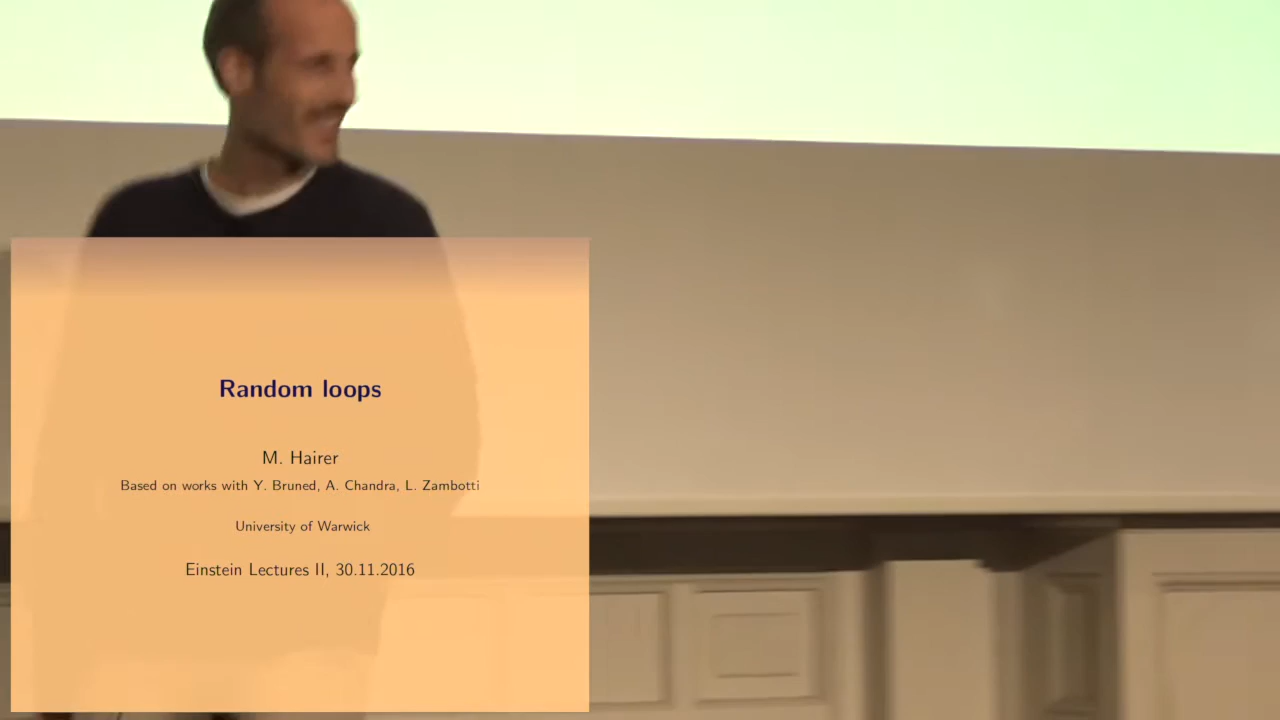 Random loops
M. Hairer
Based on works with Y. Bruned, A. Chandra, L. Zambotti
University of Warwick
Einstein Lectures II, 30.11.2016